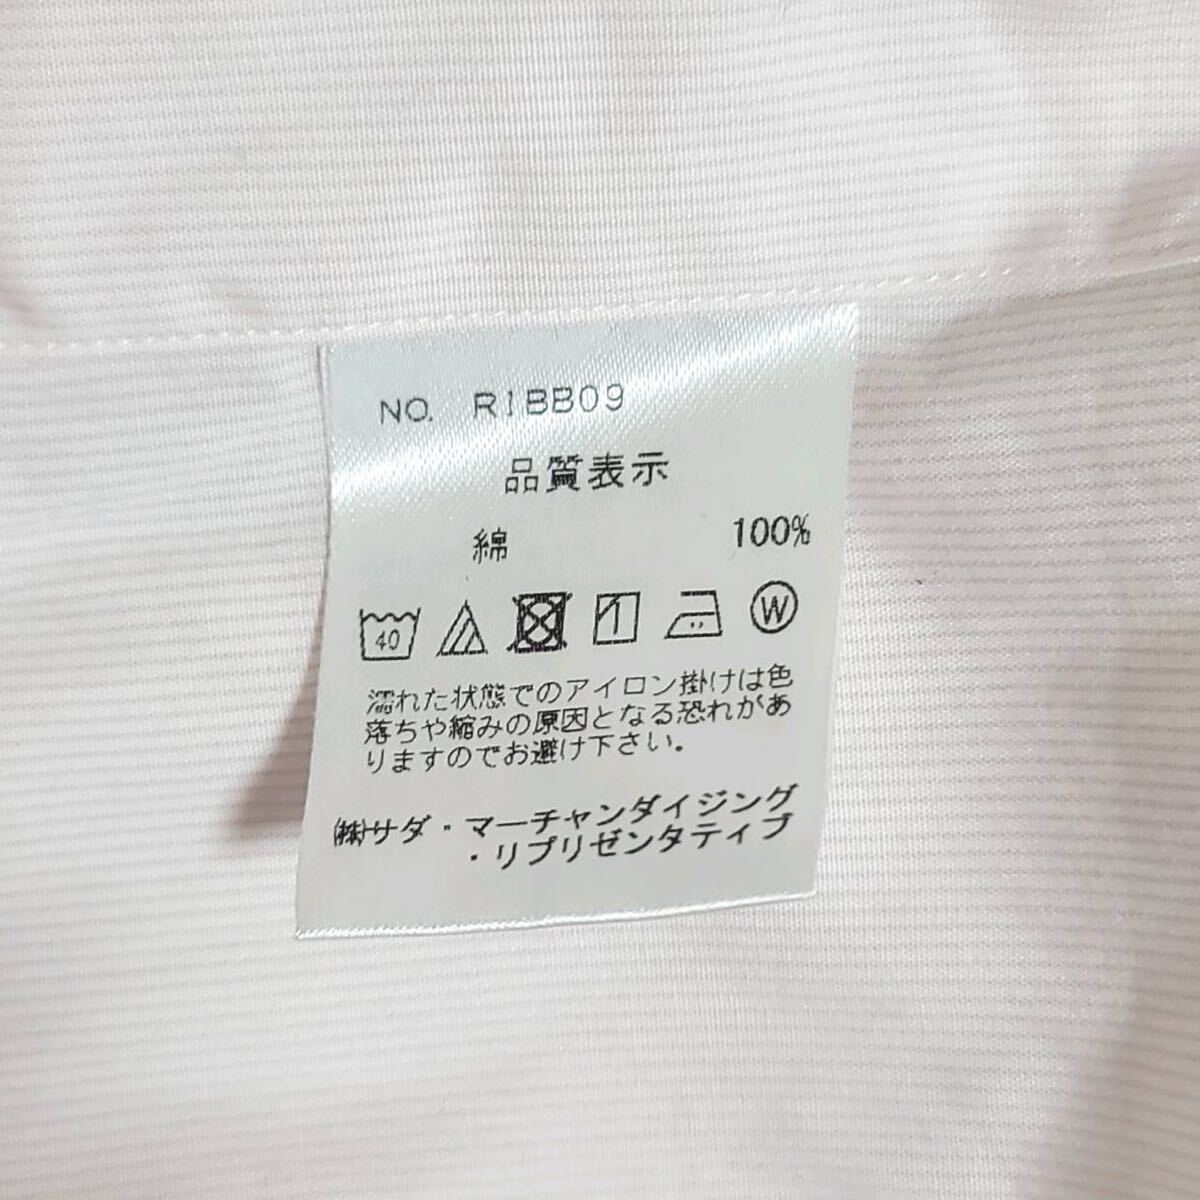 NO. R1BB09
品質表示
綿 100%
40 W
濡れた状態でのアイロン掛けは色
落ちや縮みの原因となる恐れがあ
りますのでお避け下さい。
㈱サダ・マーチャンダイジング
・リプリゼンタティブ